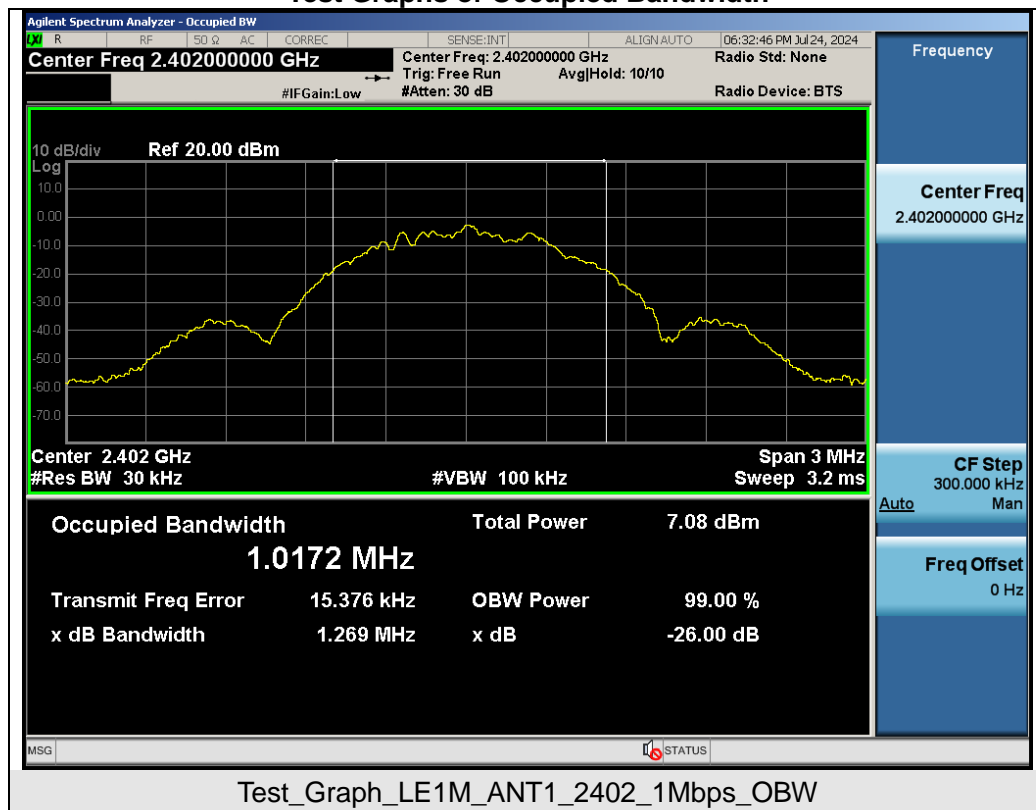 Test Graphs of Occupied Bandwidth
Agilent Spectrum Analyzer - Occupied BW
LXI R RF 50 Ω AC CORREC SENSE:INT ALIGN AUTO 06:32:46 PM Jul 24, 2024
Center Freq 2.402000000 GHz
Center Freq: 2.402000000 GHz
Radio Std: None
Trig: Free Run Avg|Hold: 10/10
#IFGain:Low
#Atten: 30 dB
Radio Device: BTS
10 dB/div Ref 20.00 dBm
Log
10.0
0.00
-10.0
-20.0
-30.0
-40.0
-50.0
-60.0
-70.0
Center 2.402 GHz Span 3 MHz
#Res BW 30 kHz #VBW 100 kHz Sweep 3.2 ms
Occupied Bandwidth Total Power 7.08 dBm
1.0172 MHz
Transmit Freq Error 15.376 kHz OBW Power 99.00 %
x dB Bandwidth 1.269 MHz x dB -26.00 dB
Frequency
Center Freq
2.402000000 GHz
CF Step
300.000 kHz
Auto Man
Freq Offset
0 Hz
MSG STATUS
Test_Graph_LE1M_ANT1_2402_1Mbps_OBW